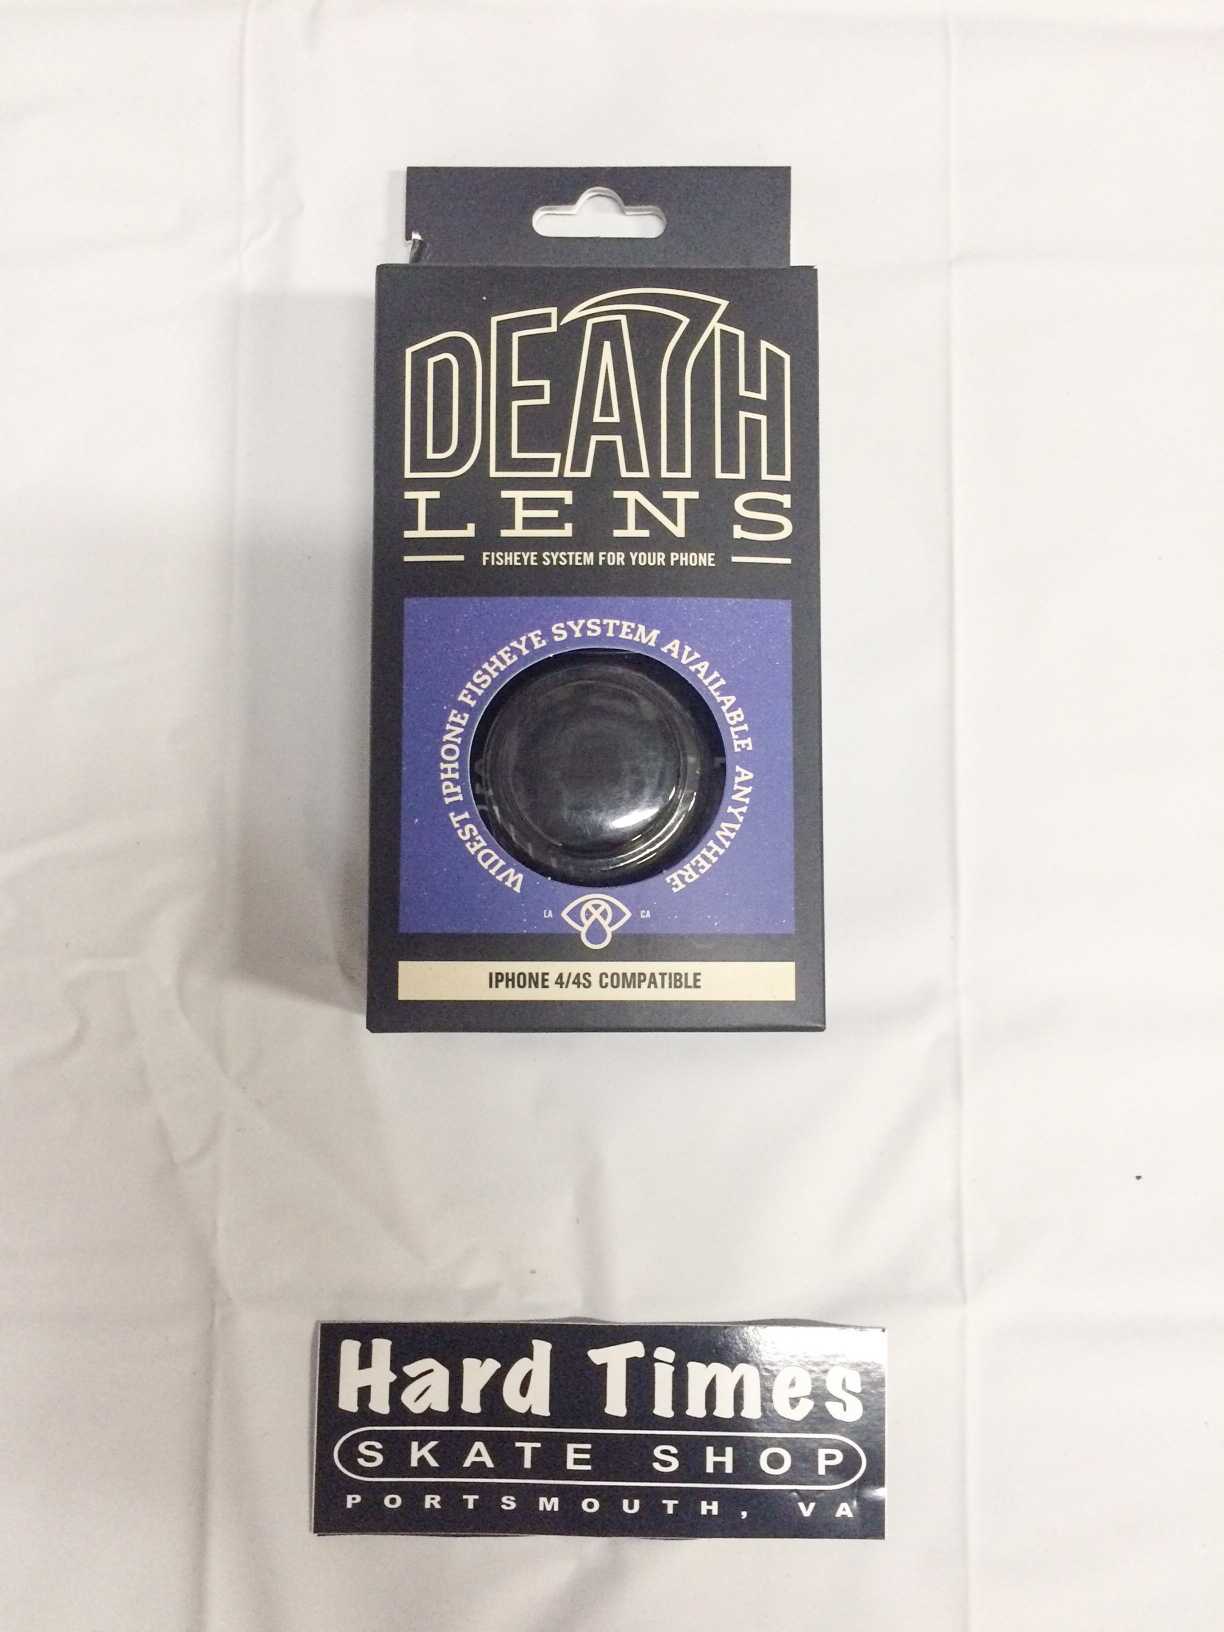 DEATH
LENS
FISHEYE SYSTEM FOR YOUR PHONE
WIDEST IPHONE FISHEYE SYSTEM AVAILABLE ANYWHERE
LA CA
IPHONE 4/4S COMPATIBLE
Hard Times
SKATE SHOP
PORTSMOUTH, VA